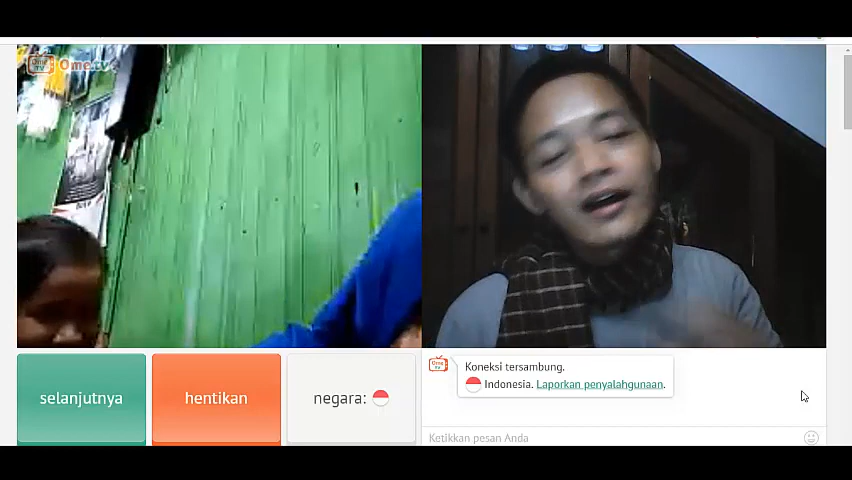 Ome.tv
Koneksi tersambung.
Indonesia. Laporkan penyalahgunaan.
selanjutnya
hentikan
negara:
Ketikkan pesan Anda